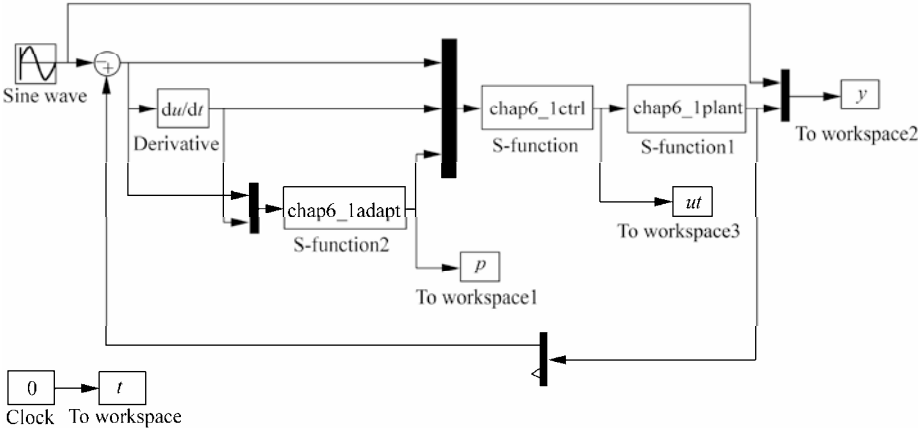 Sine wave
−
+
du/dt
Derivative
chap6_1ctrl
S-function
chap6_1plant
S-function1
y
To workspace2
chap6_1adapt
S-function2
ut
To workspace3
p
To workspace1
0
Clock
t
To workspace